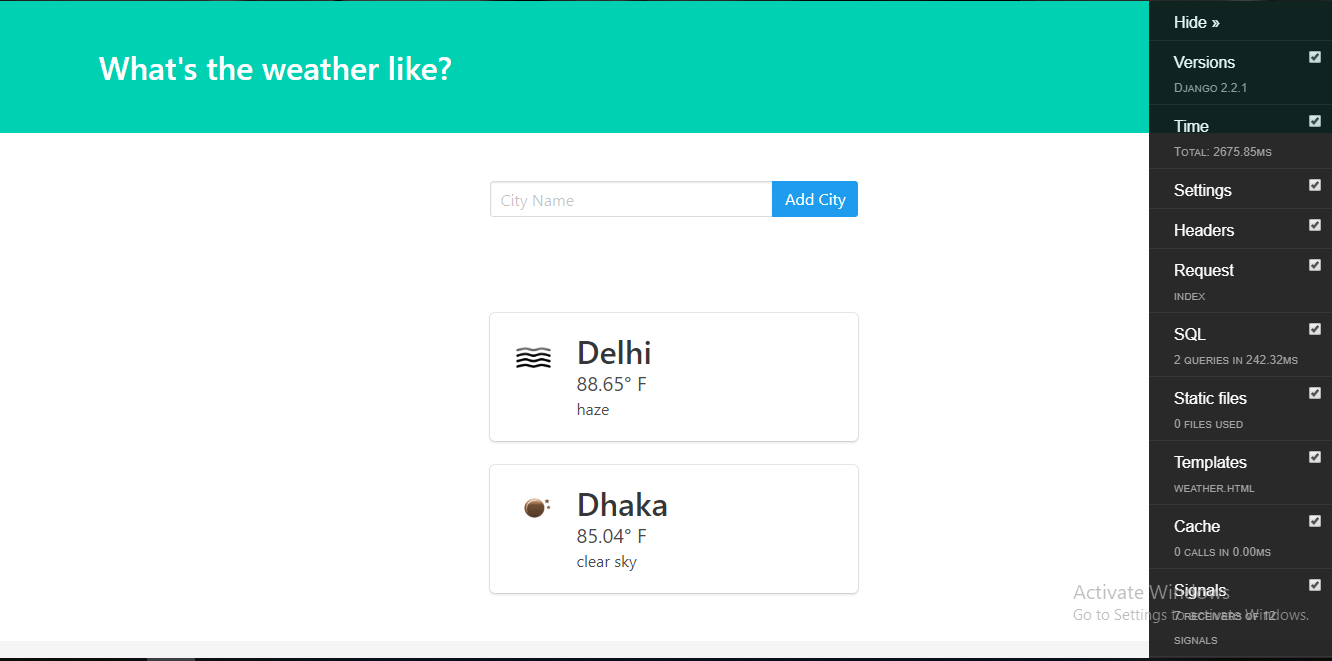 What's the weather like?
City Name
Add City
Delhi
88.65° F
haze
Dhaka
85.04° F
clear sky
Hide »
Versions
Django 2.2.1
Time
Total: 2675.85ms
Settings
Headers
Request
index
SQL
2 queries in 242.32ms
Static files
0 files used
Templates
weather.html
Cache
0 calls in 0.00ms
Signals
7 receivers of 12
signals
Activate Windows
Go to Settings to activate Windows.